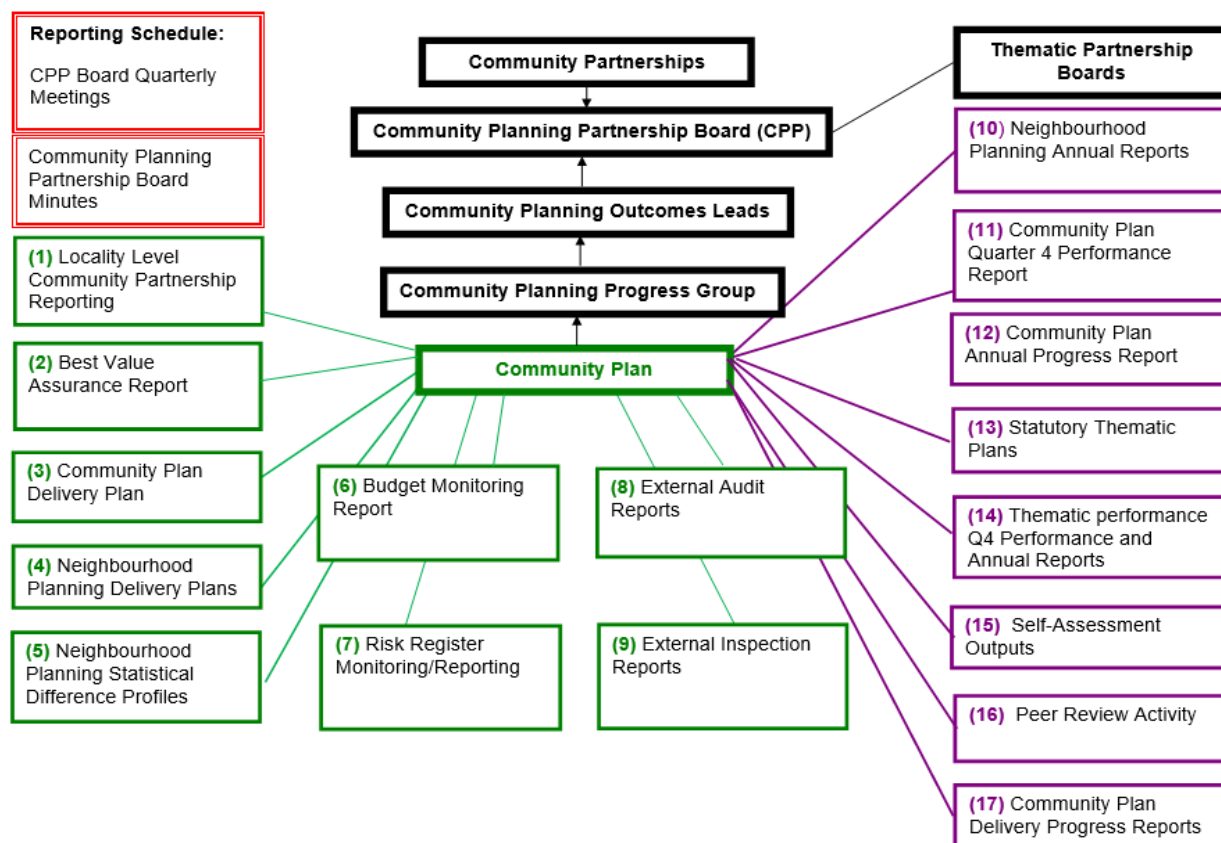 Reporting Schedule:
CPP Board Quarterly
Meetings
Community Planning
Partnership Board
Minutes
Community Partnerships
Community Planning Partnership Board (CPP)
Community Planning Outcomes Leads
Community Planning Progress Group
Community Plan
Thematic Partnership
Boards
(1) Locality Level
Community Partnership
Reporting
(2) Best Value
Assurance Report
(3) Community Plan
Delivery Plan
(4) Neighbourhood
Planning Delivery Plans
(5) Neighbourhood
Planning Statistical
Difference Profiles
(6) Budget Monitoring
Report
(7) Risk Register
Monitoring/Reporting
(8) External Audit
Reports
(9) External Inspection
Reports
(10) Neighbourhood
Planning Annual Reports
(11) Community Plan
Quarter 4 Performance
Report
(12) Community Plan
Annual Progress Report
(13) Statutory Thematic
Plans
(14) Thematic performance
Q4 Performance and
Annual Reports
(15) Self-Assessment
Outputs
(16) Peer Review Activity
(17) Community Plan
Delivery Progress Reports